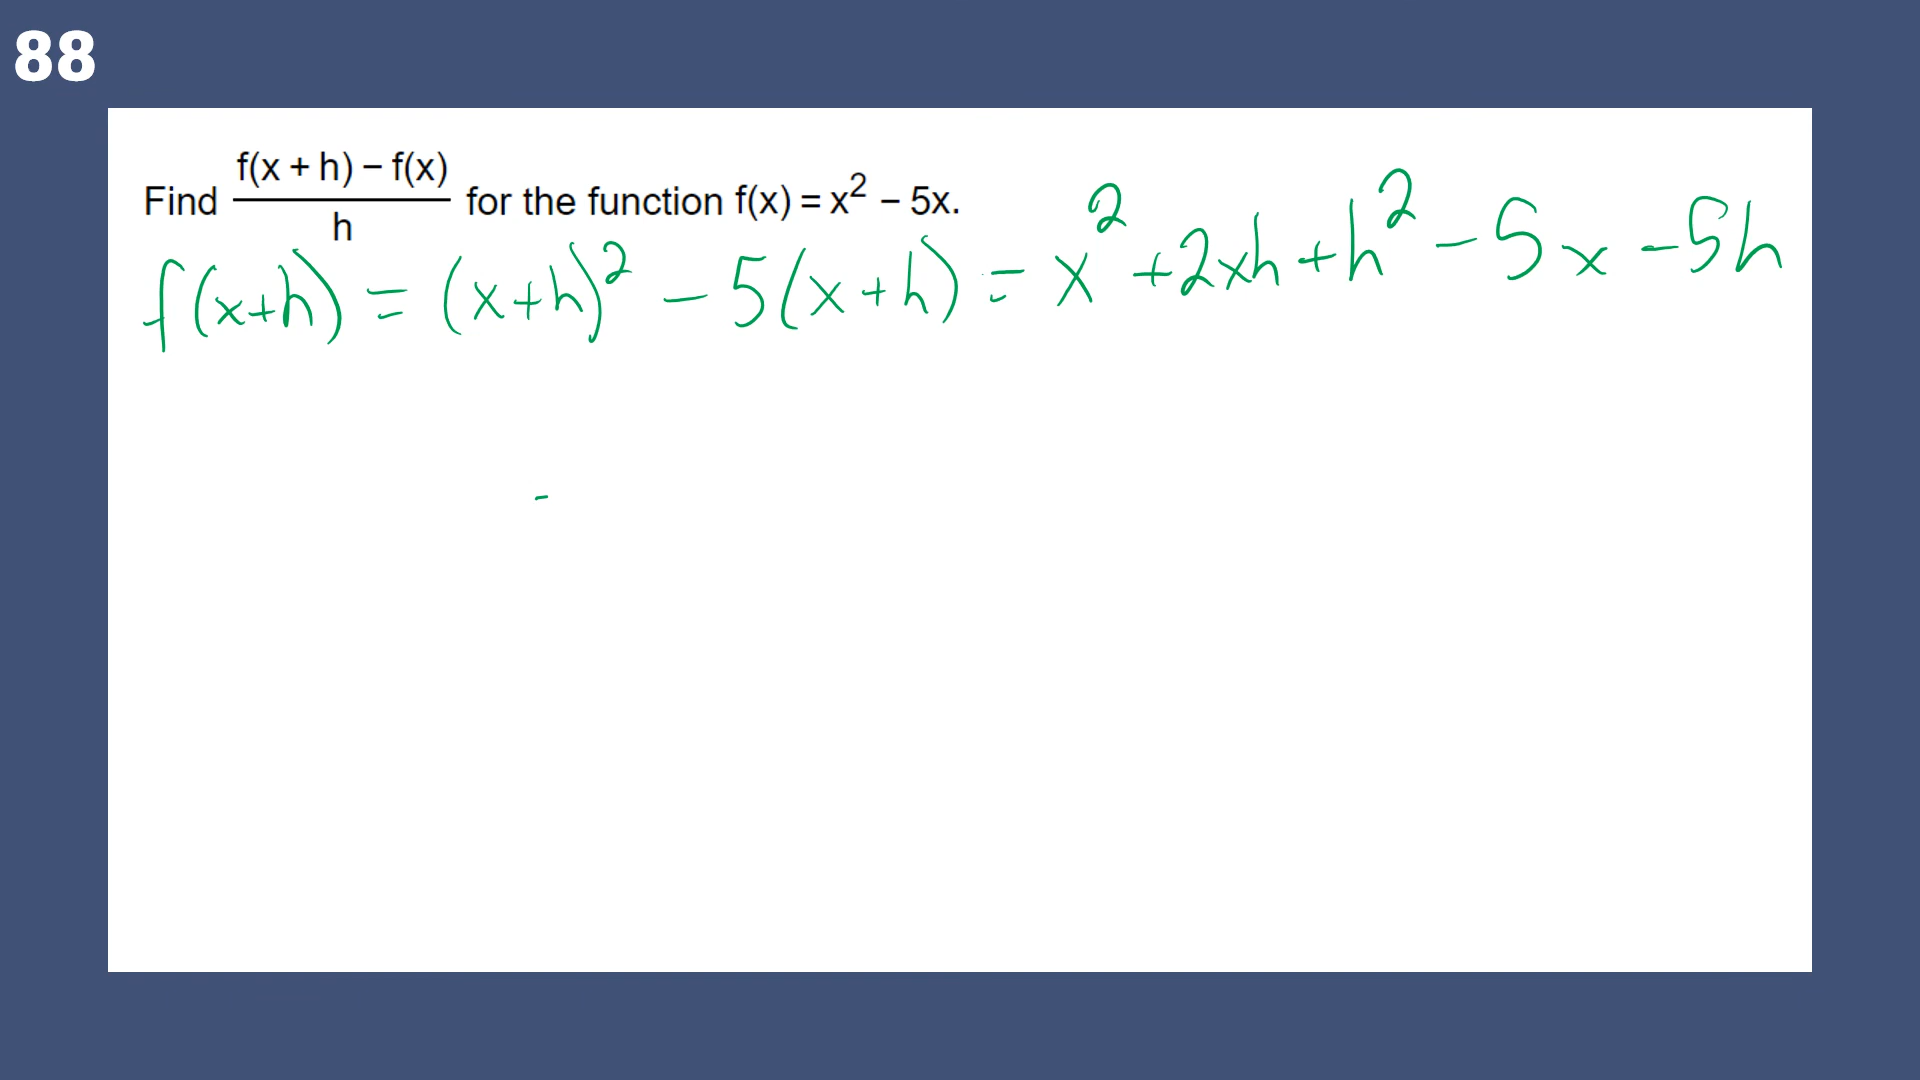 88
Find f(x + h) − f(x) / h for the function f(x) = x² − 5x.
f(x+h) = (x+h)² − 5(x+h) = x² + 2xh + h² − 5x − 5h
-